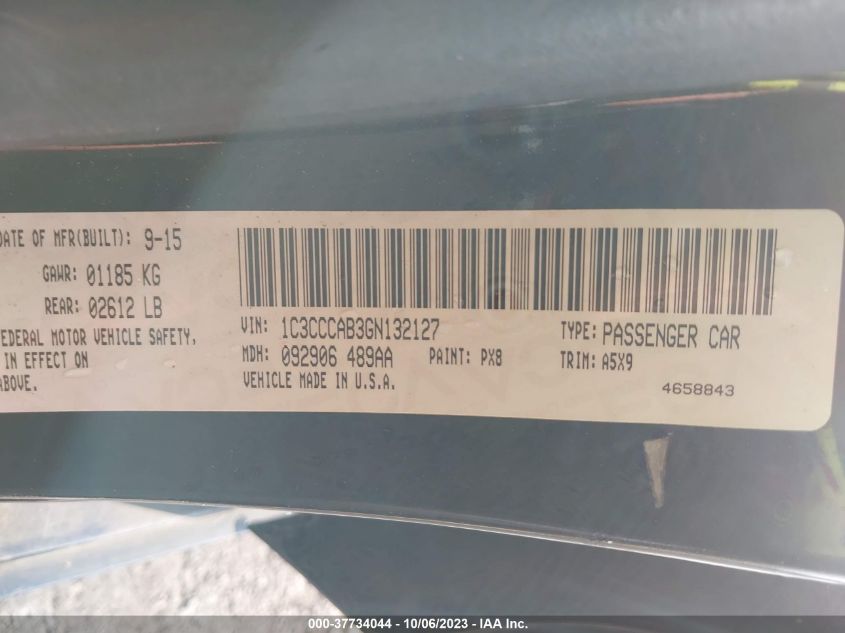 DATE OF MFR(BUILT): 9-15
GAWR: 01185 KG
REAR: 02612 LB
FEDERAL MOTOR VEHICLE SAFETY,
IN EFFECT ON
ABOVE.
VIN: 1C3CCCAB3GN132127
TYPE: PASSENGER CAR
MDH: 092906 489AA PAINT: PX8
TRIM: A5X9
VEHICLE MADE IN U.S.A.
4658843
000-37734044 - 10/06/2023 - IAA Inc.